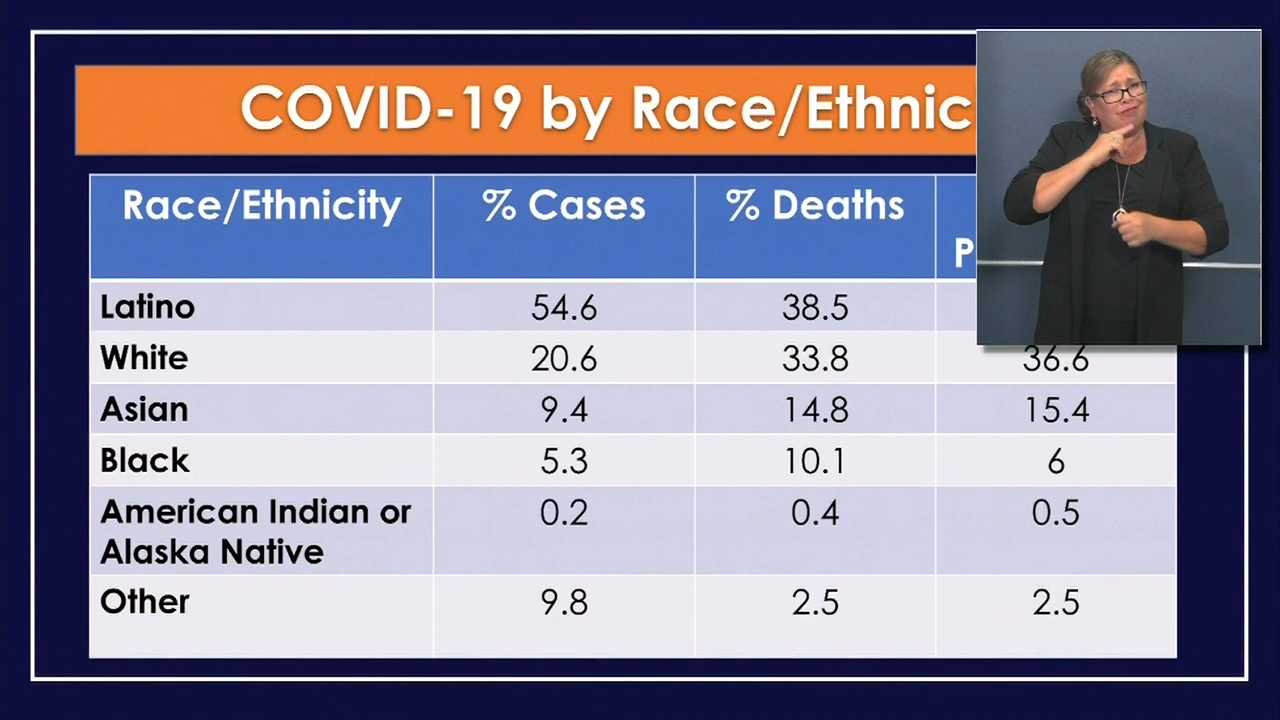 COVID-19 by Race/Ethnic
Race/Ethnicity % Cases % Deaths
P
Latino 54.6 38.5
White 20.6 33.8 36.6
Asian 9.4 14.8 15.4
Black 5.3 10.1 6
American Indian or 0.2 0.4 0.5
Alaska Native
Other 9.8 2.5 2.5